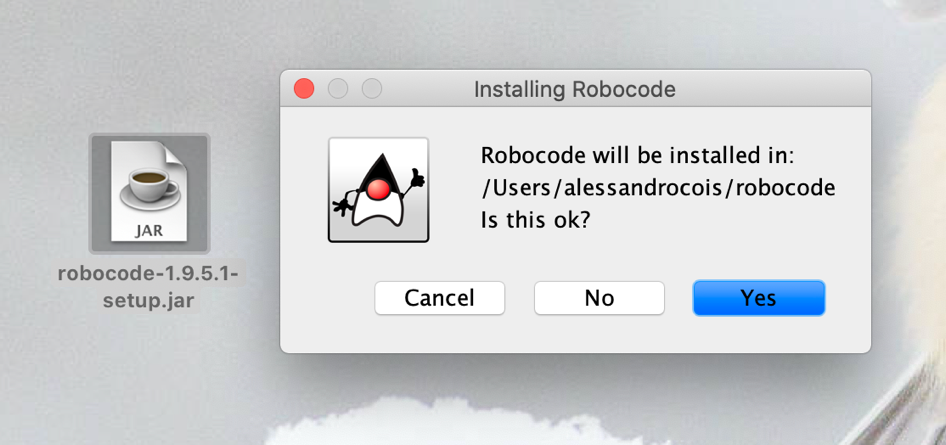 Installing Robocode
Robocode will be installed in:
/Users/alessandrocois/robocode
Is this ok?
JAR
robocode-1.9.5.1-
setup.jar
Cancel
No
Yes